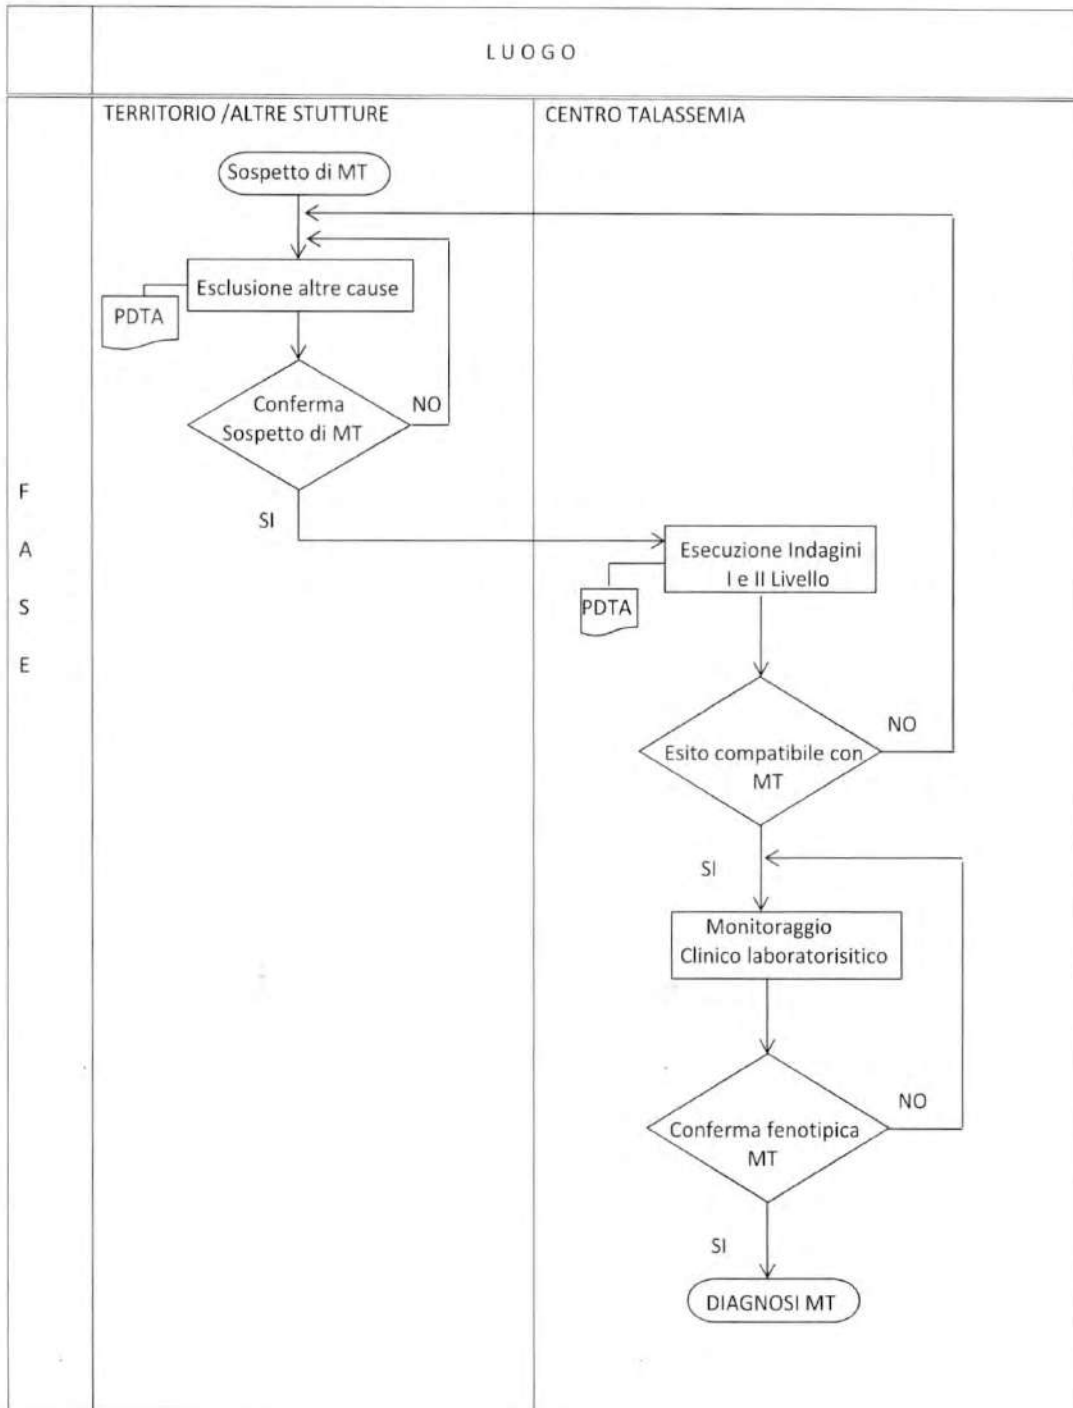 L U O G O
TERRITORIO /ALTRE STUTTURE
CENTRO TALASSEMIA
Sospetto di MT
Esclusione altre cause
PDTA
Conferma
Sospetto di MT
NO
SI
F
A
S
E
Esecuzione Indagini
I e II Livello
PDTA
Esito compatibile con
MT
NO
SI
Monitoraggio
Clinico laboratorisitico
Conferma fenotipica
MT
NO
SI
DIAGNOSI MT